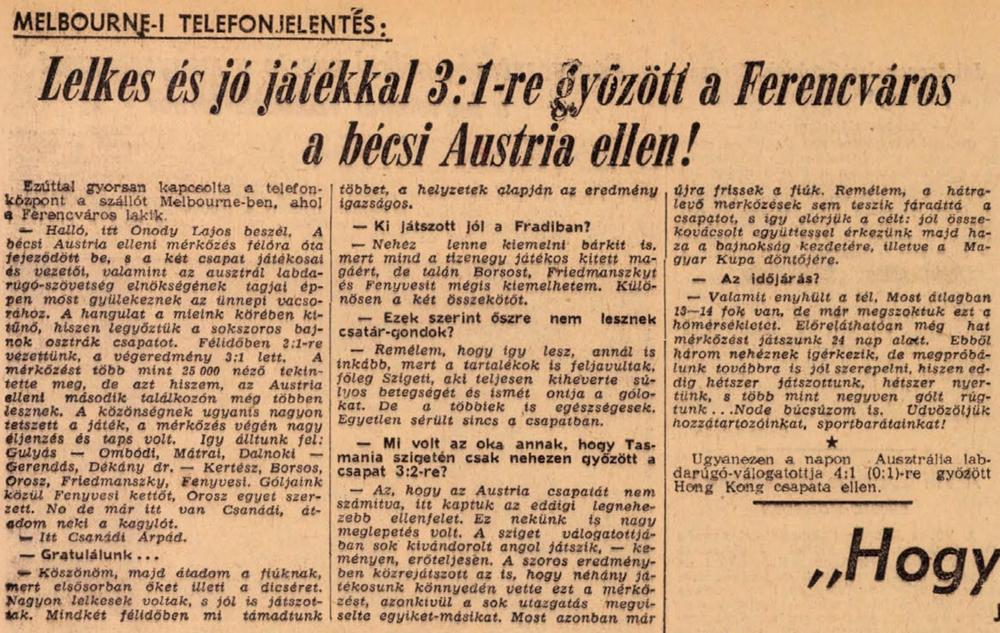 MELBOURNE-I TELEFONJELENTÉS:
Lelkes és jó játékkal 3:1-re győzött a Ferencváros
a bécsi Austria ellen!
Ezúttal gyorsan kapcsolta a telefon-
központ a szállót Melbourne-ben, ahol
a Ferencváros lakik.
— Halló, itt Onody Lajos beszél. A
bécsi Austria elleni mérkőzés félóra óta
fejeződött be, s a két csapat játékosai
és vezetői, valamint az ausztrál labda-
rúgó-szövetség elnökségének tagjai ép-
pen most gyülekeznek az ünnepi vacso-
rához. A hangulat a mieink körében ki-
tűnő, hiszen legyőztük a sokszoros baj-
nok osztrák csapatot. Félidőben 2:1-re
vezettünk, a végeredmény 3:1 lett. A
mérkőzést több mint 25 000 néző tekin-
tette meg, de azt hiszem, az Austria
elleni második találkozón még többen
lesznek. A közönségnek ugyanis nagyon
tetszett a játék, a mérkőzés végén nagy
éljenzés és taps volt. Igy álltunk fel:
Gulyás — Ombódi, Mátrai, Dalnoki —
Gerendás, Dékány dr. — Kertész, Borsos,
Orosz, Friedmanszky, Fenyvesi. Góljaink
közül Fenyvesi kettőt, Orosz egyet szer-
zett. No de már itt van Csanádi, át-
adom neki a kagylót.
— Itt Csanádi Árpád.
— Gratulálunk...
— Köszönöm, majd átadom a fiúknak,
mert elsősorban őket illeti a dicséret.
Nagyon lelkesek voltak, s jól is játszot-
tak. Mindkét félidőben mi támadtunk
többet, a helyzetek alapján az eredmény
igazságos.
— Ki játszott jól a Fradiban?
— Nehéz lenne kiemelni bárkit is,
mert mind a tizenegy játékos kitett ma-
gáért, de talán Borsost, Friedmanszkyt
és Fenyvesit mégis kiemelhetem. Külö-
nösen a két összekötőt.
— Ezek szerint őszre nem lesznek
csatár-gondok?
— Remélem, hogy így lesz, annál is
inkább, mert a tartalékok is feljavultak,
főleg Szigeti, aki teljesen kiheverte sú-
lyos betegségét és ismét ontja a gólo-
kat. De a többiek is egészségesek.
Egyetlen sérült sincs a csapatban.
— Mi volt az oka annak, hogy Tas-
mania szigetén csak nehezen győzött a
csapat 3:2-re?
— Az, hogy az Austria csapatát nem
számítva, itt kaptuk az eddigi legnehe-
zebb ellenfelet. Ez nekünk is nagy
meglepetés volt. A sziget válogatottjá-
ban sok kivándorolt angol játszik, — ke-
ményen, erőteljesen. A szoros eredmény-
ben közrejátszott az is, hogy néhány já-
tékosunk könnyedén vette ezt a mérkő-
zést, azonkívül a sok utazgatás megvi-
selte egyiket-másikat. Most azonban már
újra frissek a fiúk. Remélem, a hátra-
levő mérkőzések sem teszik fáradttá a
csapatot, s így elérjük a célt: jól össze-
kovácsolt együttessel érkezünk majd ha-
za a bajnokság kezdetére, illetve a Ma-
gyar Kupa döntőjére.
— Az időjárás?
— Valamit enyhült a tél. Most átlagban
13—14 fok van, de már megszoktuk ezt a
hőmérsékletet. Előreláthatóan még hat
mérkőzést játszunk 24 nap alatt. Ebből
három nehéznek ígérkezik, de megpróbá-
lunk továbbra is jól szerepelni, hiszen ed-
dig hétszer játszottunk, hétszer nyer-
tünk, s több mint negyven gólt rúg-
tunk... Node búcsúzom is. Üdvözöljük
hozzátartozóinkat, sportbarátainkat!
★
Ugyanezen a napon Ausztrália lab-
darúgó-válogatottja 4:1 (0:1)-re győzött
Hong Kong csapata ellen.
„Hogy